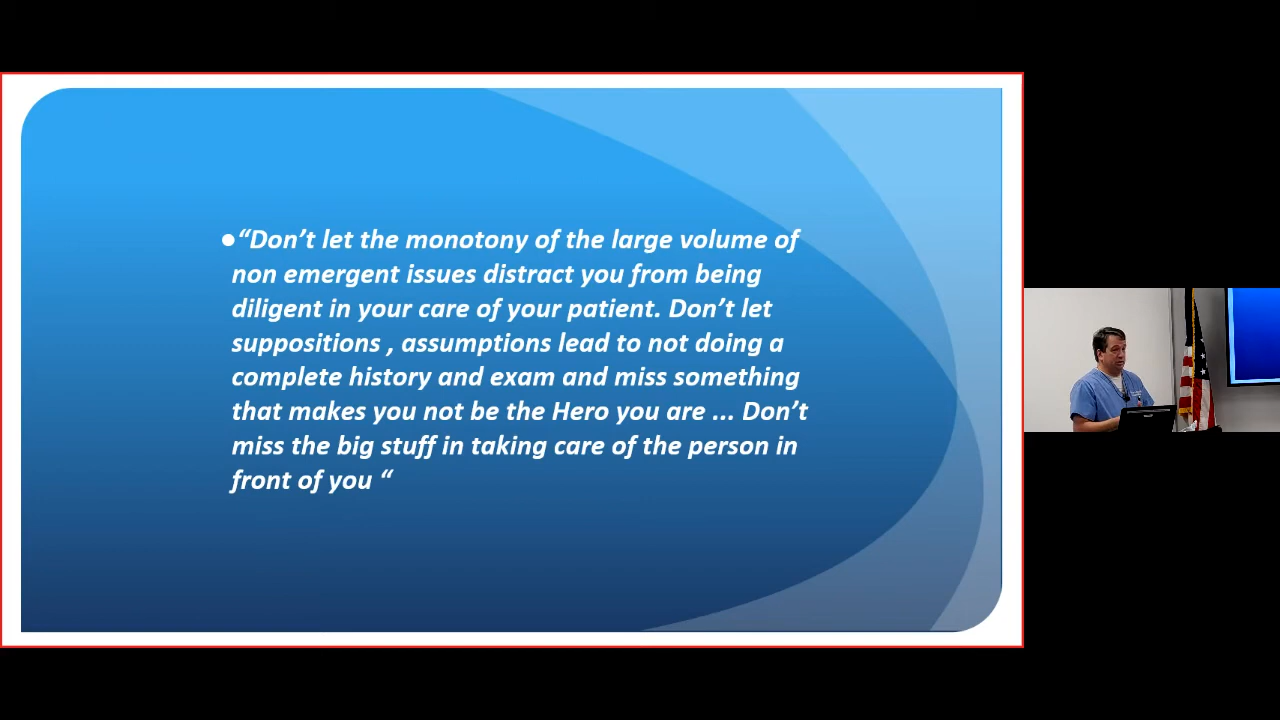 ●“Don’t let the monotony of the large volume of
non emergent issues distract you from being
diligent in your care of your patient. Don’t let
suppositions , assumptions lead to not doing a
complete history and exam and miss something
that makes you not be the Hero you are ... Don’t
miss the big stuff in taking care of the person in
front of you “